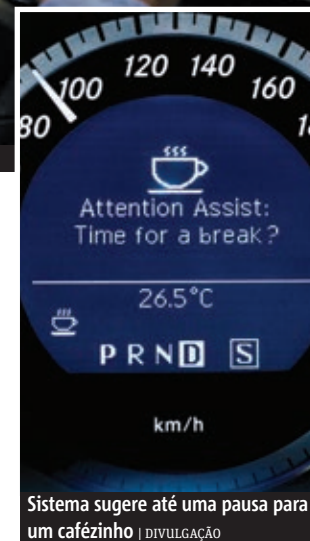 80 100 120 140 160
Attention Assist:
Time for a break?
26.5°C
P R N D S
km/h
Sistema sugere até uma pausa para
um cafézinho | DIVULGAÇÃO